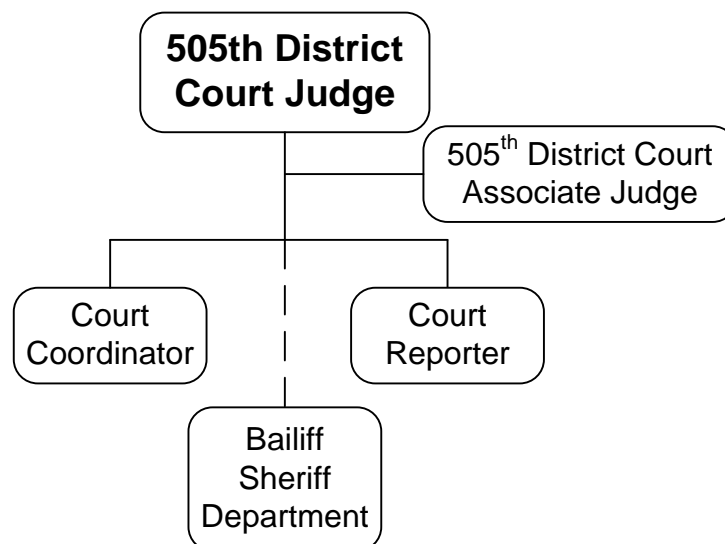 505th District
Court Judge
505th District Court
Associate Judge
Court
Coordinator
Court
Reporter
Bailiff
Sheriff
Department